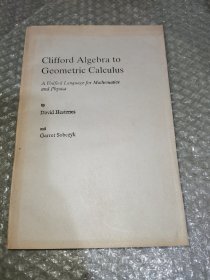 Clifford Algebra to
Geometric Calculus
A Unified Language for Mathematics
and Physics
by
David Hestenes
and
Garret Sobczyk